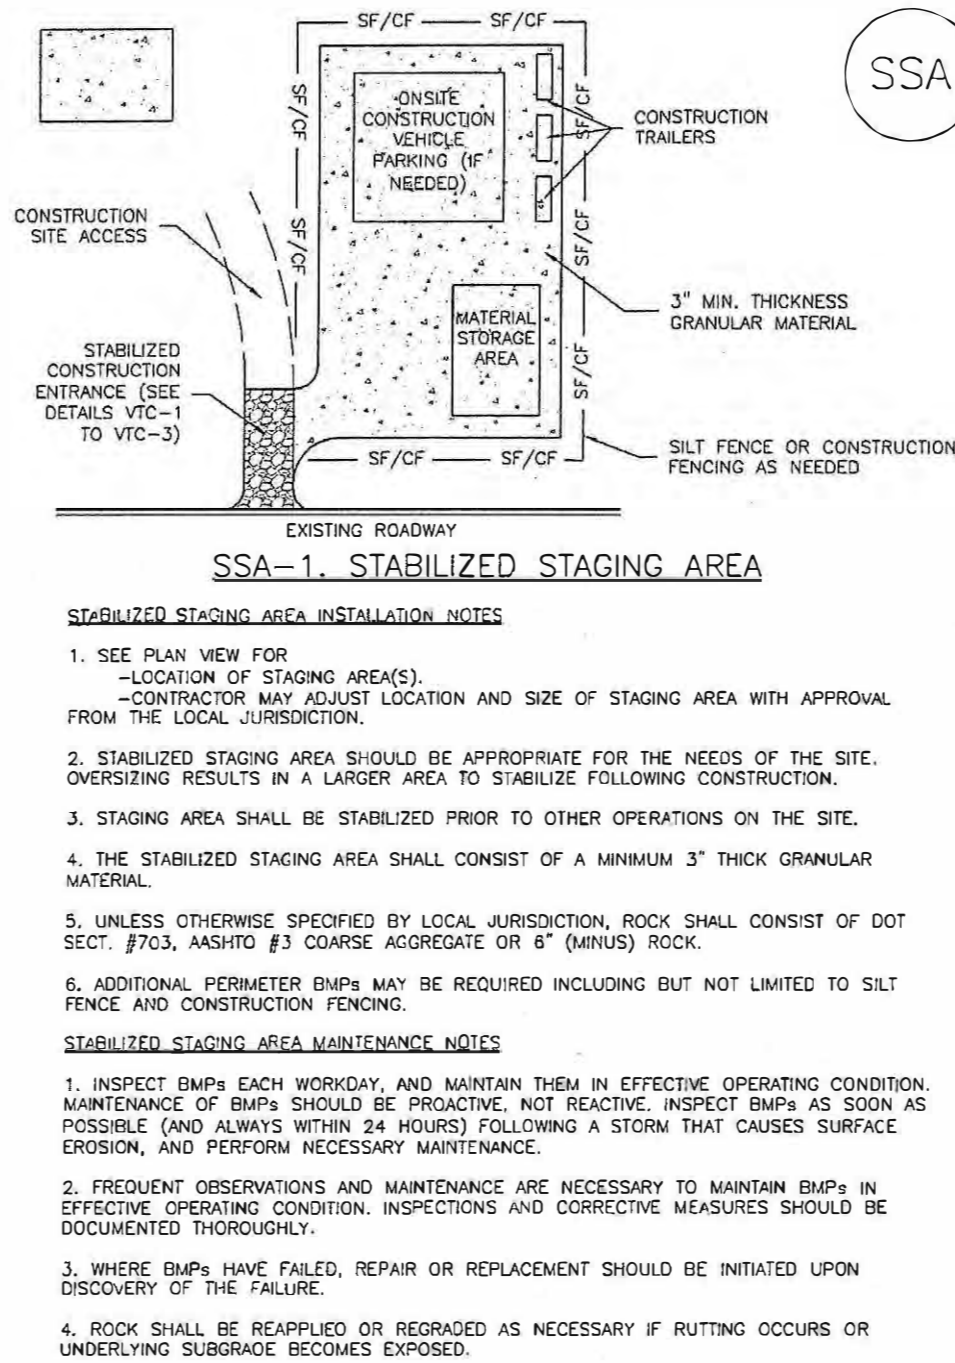 SF/CF SF/CF
SSA
SF/CF
SF/CF
ONSITE
CONSTRUCTION
VEHICLE
PARKING (IF
NEEDED)
CONSTRUCTION
TRAILERS
CONSTRUCTION
SITE ACCESS
SF/CF
SF/CF
3" MIN. THICKNESS
GRANULAR MATERIAL
MATERIAL
STORAGE
AREA
STABILIZED
CONSTRUCTION
ENTRANCE (SEE
DETAILS VTC-1
TO VTC-3)
SF/CF
SILT FENCE OR CONSTRUCTION
FENCING AS NEEDED
SF/CF SF/CF
EXISTING ROADWAY
SSA-1. STABILIZED STAGING AREA
STABILIZED STAGING AREA INSTALLATION NOTES
1. SEE PLAN VIEW FOR
-LOCATION OF STAGING AREA(S).
-CONTRACTOR MAY ADJUST LOCATION AND SIZE OF STAGING AREA WITH APPROVAL
FROM THE LOCAL JURISDICTION.
2. STABILIZED STAGING AREA SHOULD BE APPROPRIATE FOR THE NEEDS OF THE SITE.
OVERSIZING RESULTS IN A LARGER AREA TO STABILIZE FOLLOWING CONSTRUCTION.
3. STAGING AREA SHALL BE STABILIZED PRIOR TO OTHER OPERATIONS ON THE SITE.
4. THE STABILIZED STAGING AREA SHALL CONSIST OF A MINIMUM 3" THICK GRANULAR
MATERIAL.
5. UNLESS OTHERWISE SPECIFIED BY LOCAL JURISDICTION, ROCK SHALL CONSIST OF DOT
SECT. #703, AASHTO #3 COARSE AGGREGATE OR 6" (MINUS) ROCK.
6. ADDITIONAL PERIMETER BMPs MAY BE REQUIRED INCLUDING BUT NOT LIMITED TO SILT
FENCE AND CONSTRUCTION FENCING.
STABILIZED STAGING AREA MAINTENANCE NOTES
1. INSPECT BMPs EACH WORKDAY, AND MAINTAIN THEM IN EFFECTIVE OPERATING CONDITION.
MAINTENANCE OF BMPs SHOULD BE PROACTIVE, NOT REACTIVE. INSPECT BMPs AS SOON AS
POSSIBLE (AND ALWAYS WITHIN 24 HOURS) FOLLOWING A STORM THAT CAUSES SURFACE
EROSION, AND PERFORM NECESSARY MAINTENANCE.
2. FREQUENT OBSERVATIONS AND MAINTENANCE ARE NECESSARY TO MAINTAIN BMPs IN
EFFECTIVE OPERATING CONDITION. INSPECTIONS AND CORRECTIVE MEASURES SHOULD BE
DOCUMENTED THOROUGHLY.
3. WHERE BMPs HAVE FAILED, REPAIR OR REPLACEMENT SHOULD BE INITIATED UPON
DISCOVERY OF THE FAILURE.
4. ROCK SHALL BE REAPPLIED OR REGRADED AS NECESSARY IF RUTTING OCCURS OR
UNDERLYING SUBGRADE BECOMES EXPOSED.